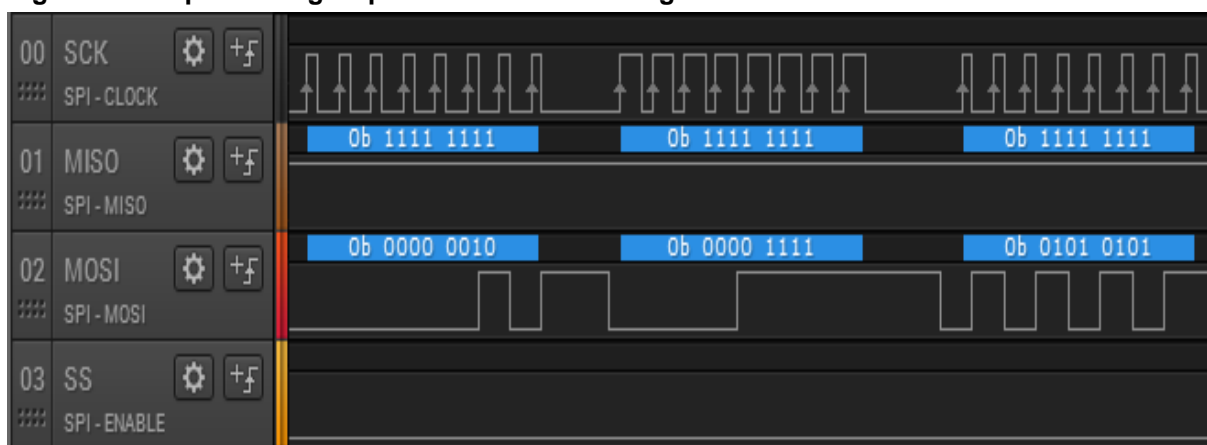 00 SCK
SPI - CLOCK
0b 1111 1111 0b 1111 1111 0b 1111 1111
01 MISO
SPI - MISO
0b 0000 0010 0b 0000 1111 0b 0101 0101
02 MOSI
SPI - MOSI
03 SS
SPI - ENABLE